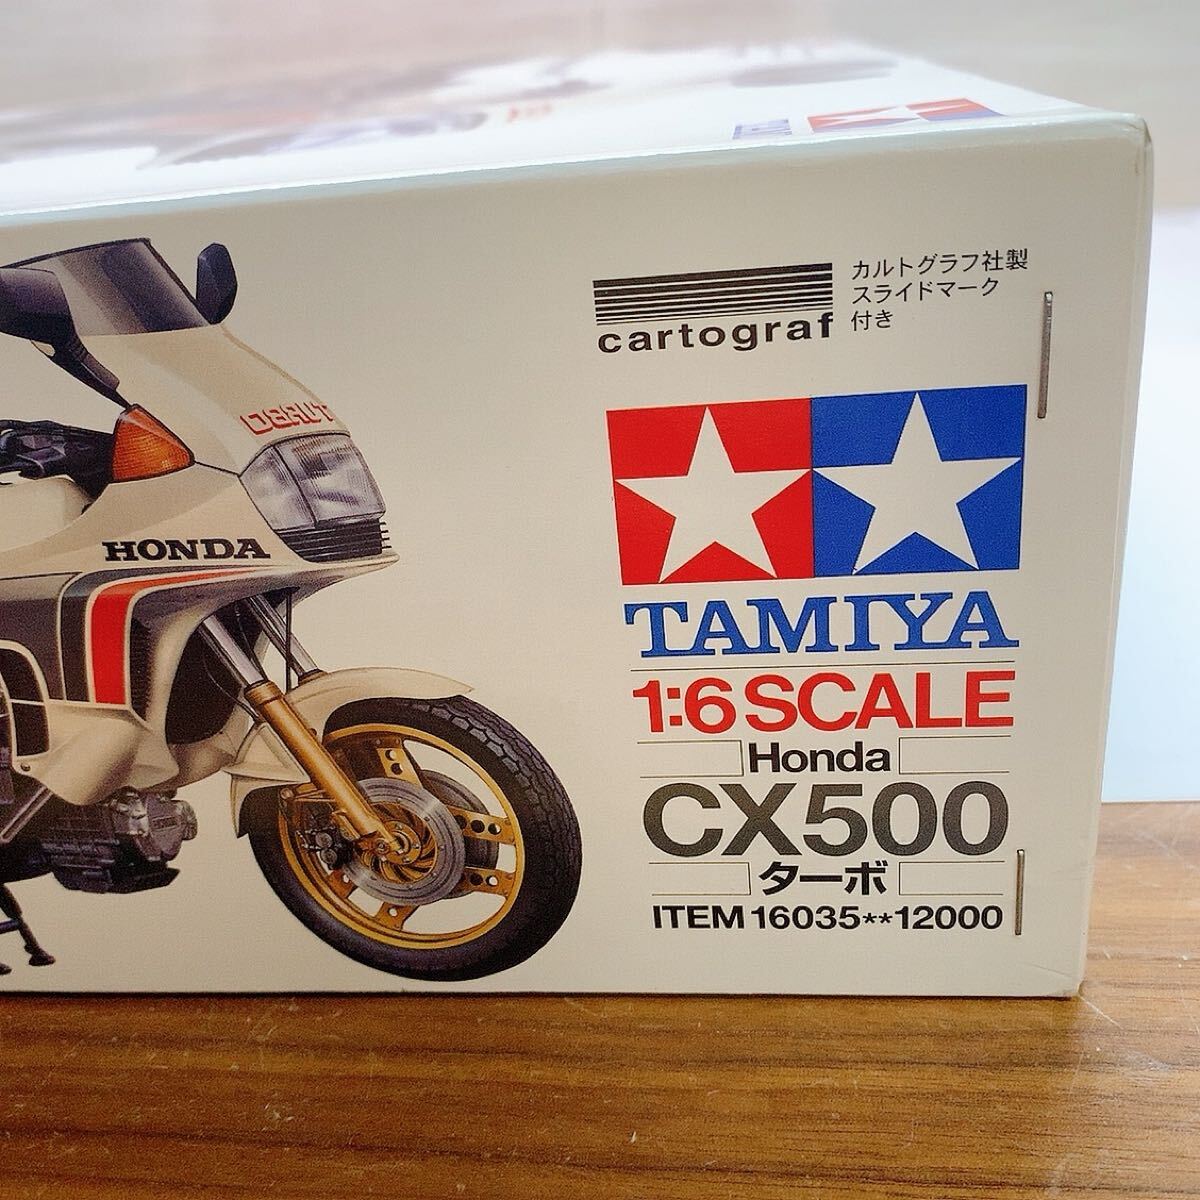 カルトグラフ社製
スライドマーク
付き
cartograf
TAMIYA
1:6 SCALE
Honda
CX500
ターボ
ITEM 16035**12000
HONDA